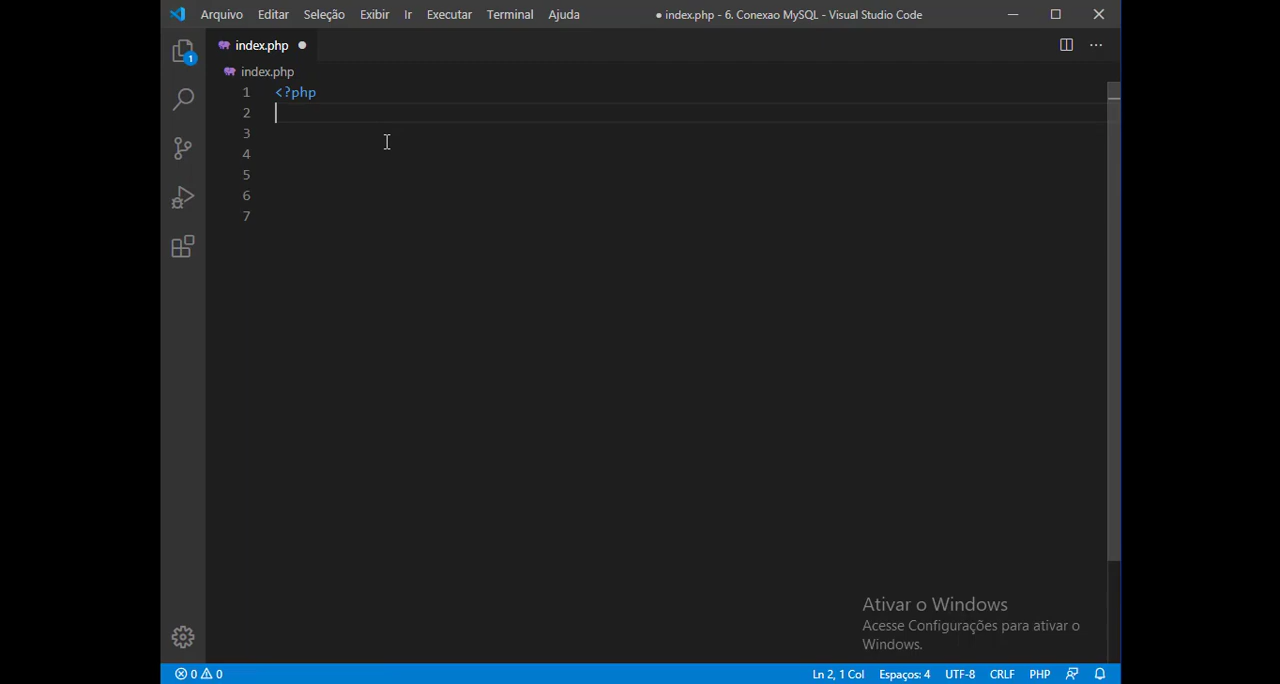 Arquivo Editar Seleção Exibir Ir Executar Terminal Ajuda ● index.php - 6. Conexao MySQL - Visual Studio Code
index.php ●
1
index.php
1 <?php
2
3
4
5
6
7
Ativar o Windows
Acesse Configurações para ativar o
Windows.
0 0 Ln 2, 1 Col Espaços: 4 UTF-8 CRLF PHP